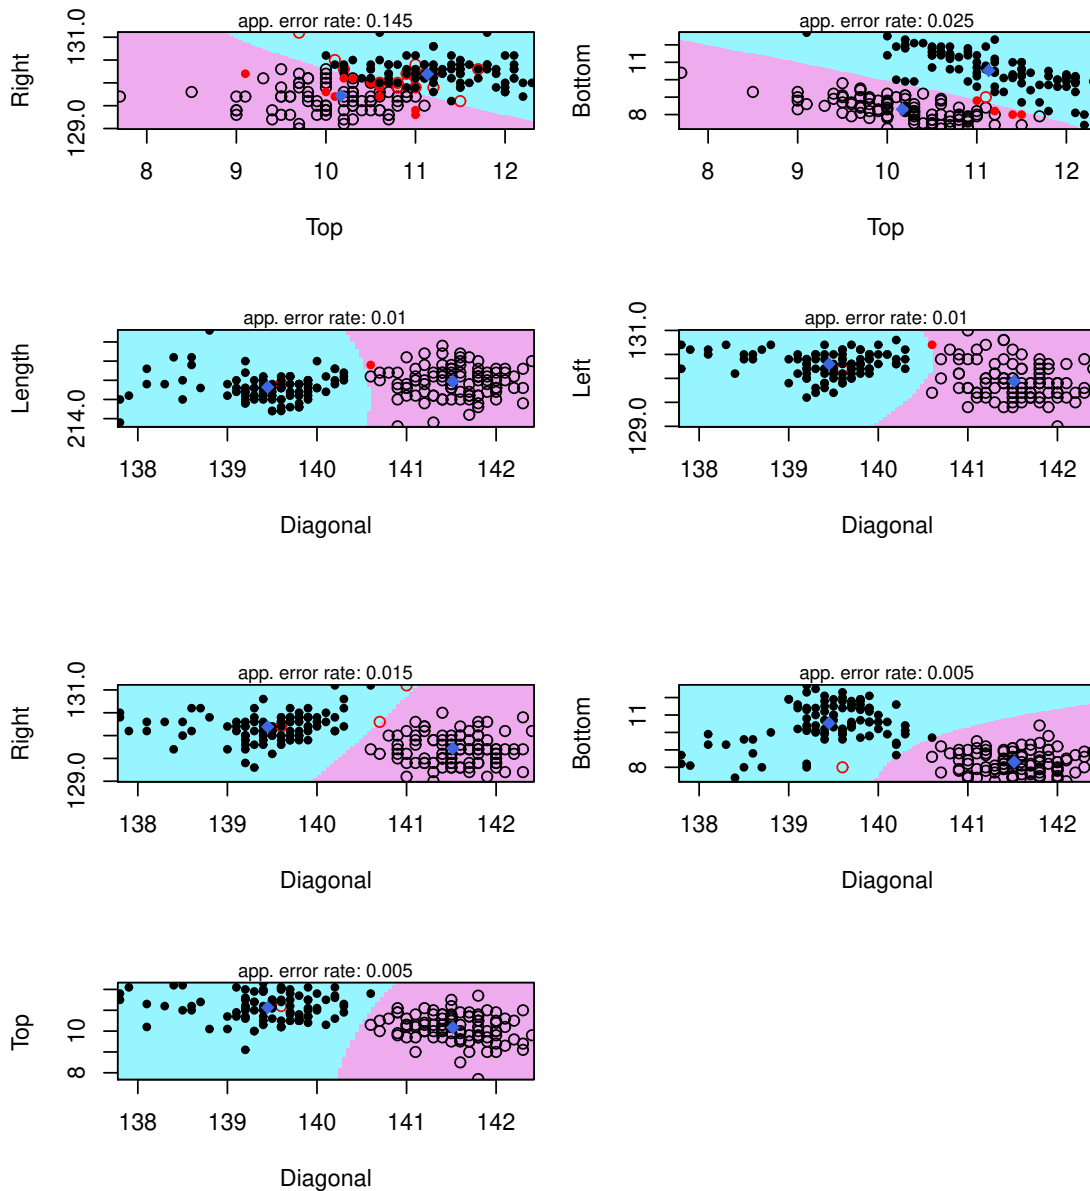 app. error rate: 0.145
Right
129.0 131.0
8 9 10 11 12
Top
app. error rate: 0.025
Bottom
8 11
8 9 10 11 12
Top
app. error rate: 0.01
Length
214.0
138 139 140 141 142
Diagonal
app. error rate: 0.01
Left
129.0 131.0
138 139 140 141 142
Diagonal
app. error rate: 0.015
Right
129.0 131.0
138 139 140 141 142
Diagonal
app. error rate: 0.005
Bottom
8 11
138 139 140 141 142
Diagonal
app. error rate: 0.005
Top
8 10
138 139 140 141 142
Diagonal